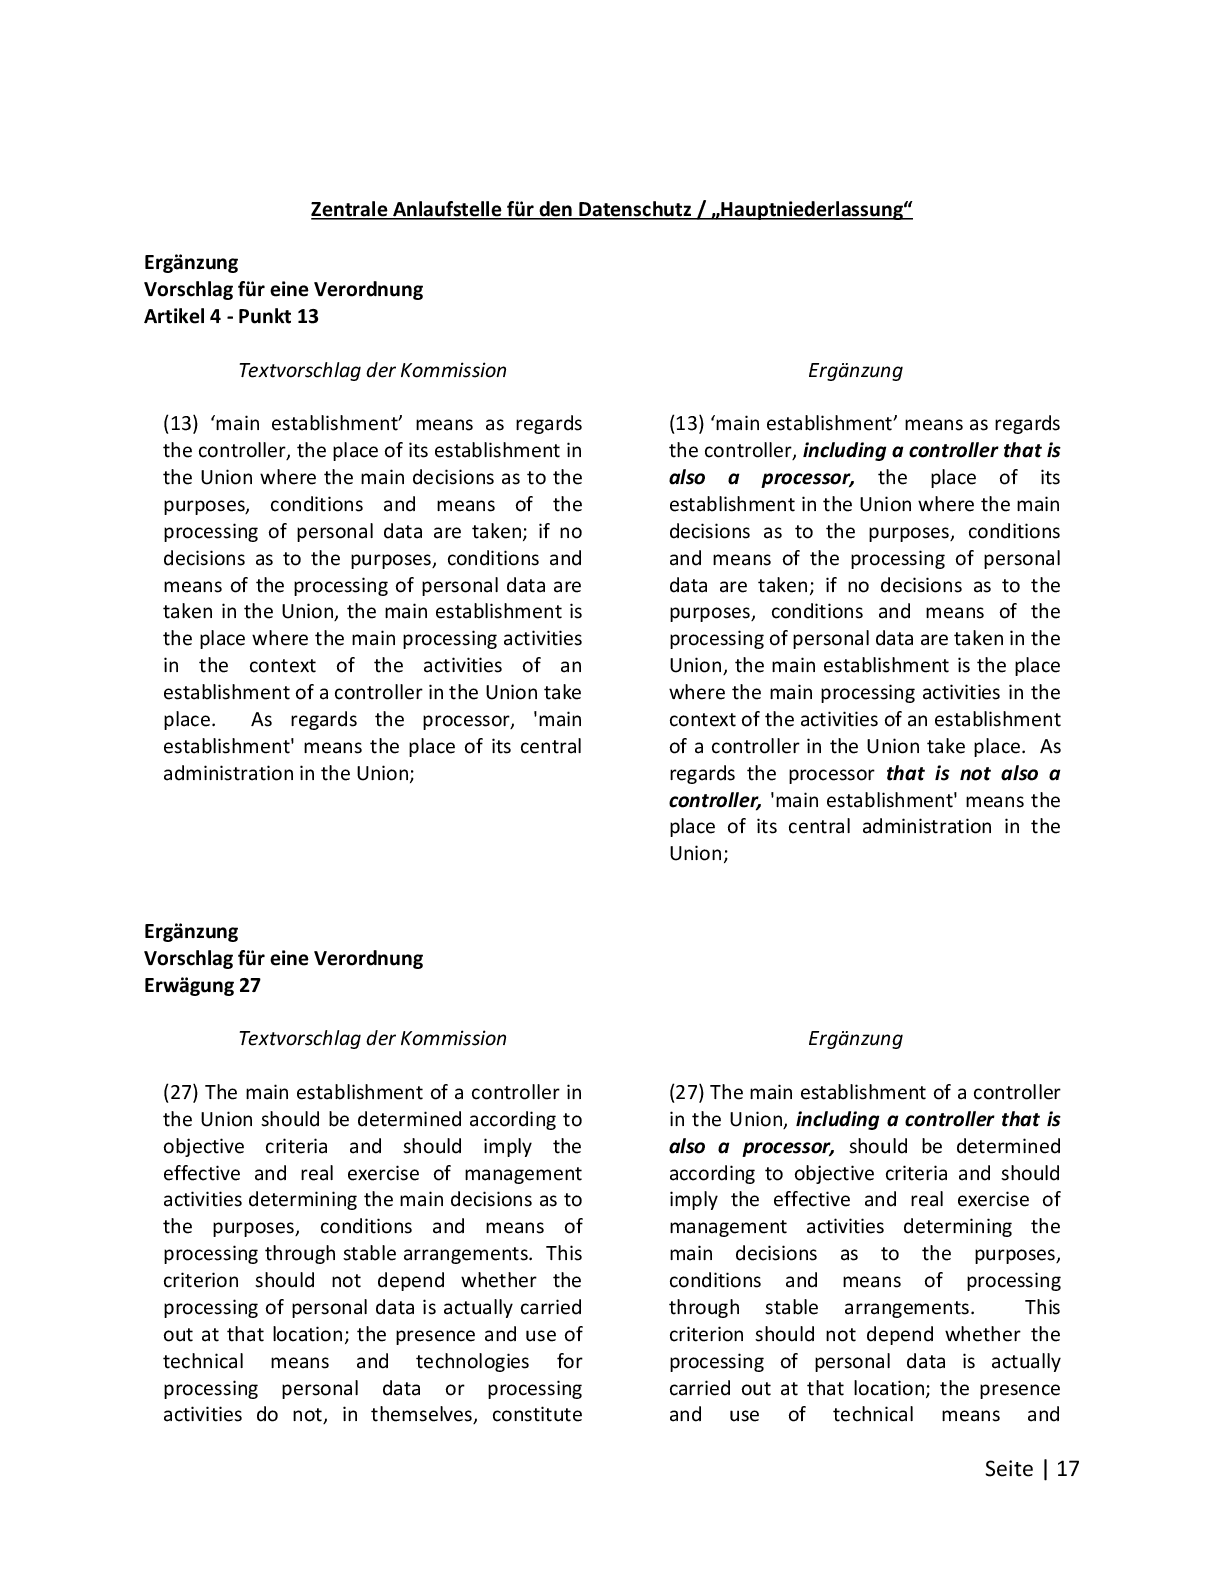 Zentrale Anlaufstelle für den Datenschutz / „Hauptniederlassung“
Ergänzung
Vorschlag für eine Verordnung
Artikel 4 - Punkt 13
Textvorschlag der Kommission
(13) ‘main establishment’ means as regards
the controller, the place of its establishment in
the Union where the main decisions as to the
purposes, conditions and means of the
processing of personal data are taken; if no
decisions as to the purposes, conditions and
means of the processing of personal data are
taken in the Union, the main establishment is
the place where the main processing activities
in the context of the activities of an
establishment of a controller in the Union take
place. As regards the processor, 'main
establishment' means the place of its central
administration in the Union;
Ergänzung
(13) ‘main establishment’ means as regards
the controller, including a controller that is
also a processor, the place of its
establishment in the Union where the main
decisions as to the purposes, conditions
and means of the processing of personal
data are taken; if no decisions as to the
purposes, conditions and means of the
processing of personal data are taken in the
Union, the main establishment is the place
where the main processing activities in the
context of the activities of an establishment
of a controller in the Union take place. As
regards the processor that is not also a
controller, 'main establishment' means the
place of its central administration in the
Union;
Ergänzung
Vorschlag für eine Verordnung
Erwägung 27
Textvorschlag der Kommission
(27) The main establishment of a controller in
the Union should be determined according to
objective criteria and should imply the
effective and real exercise of management
activities determining the main decisions as to
the purposes, conditions and means of
processing through stable arrangements. This
criterion should not depend whether the
processing of personal data is actually carried
out at that location; the presence and use of
technical means and technologies for
processing personal data or processing
activities do not, in themselves, constitute
Ergänzung
(27) The main establishment of a controller
in the Union, including a controller that is
also a processor, should be determined
according to objective criteria and should
imply the effective and real exercise of
management activities determining the
main decisions as to the purposes,
conditions and means of processing
through stable arrangements. This
criterion should not depend whether the
processing of personal data is actually
carried out at that location; the presence
and use of technical means and
Seite | 17